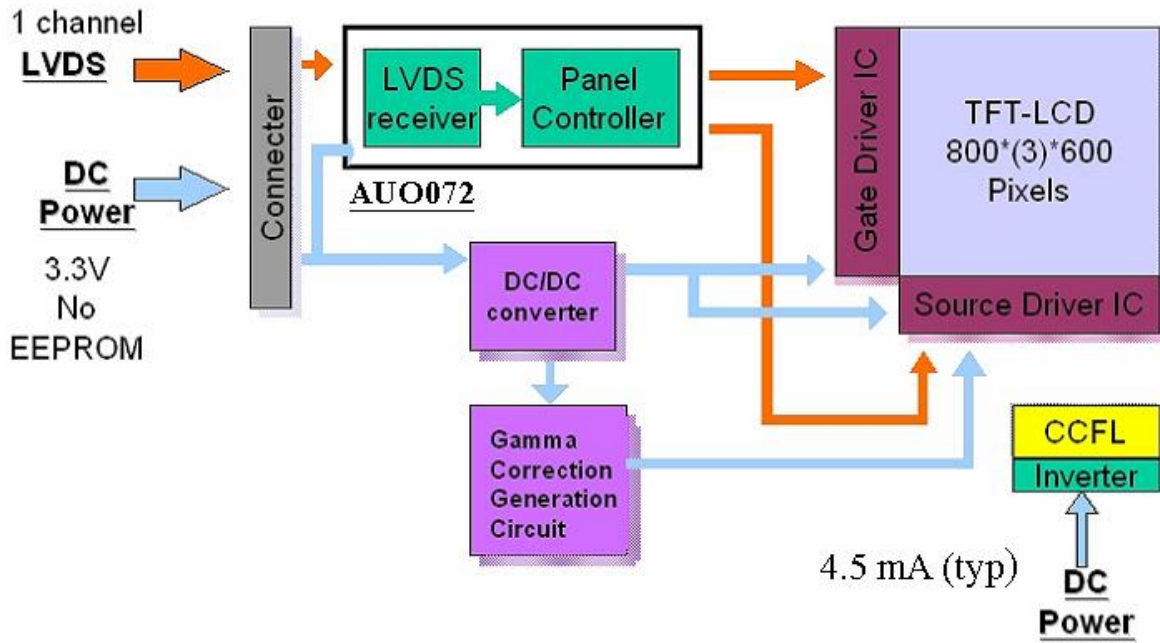 1 channel
LVDS
DC
Power
3.3V
No
EEPROM
Connecter
LVDS
receiver
Panel
Controller
AUO072
DC/DC
converter
Gamma
Correction
Generation
Circuit
Gate Driver IC
TFT-LCD
800*(3)*600
Pixels
Source Driver IC
CCFL
Inverter
4.5 mA (typ)
DC
Power